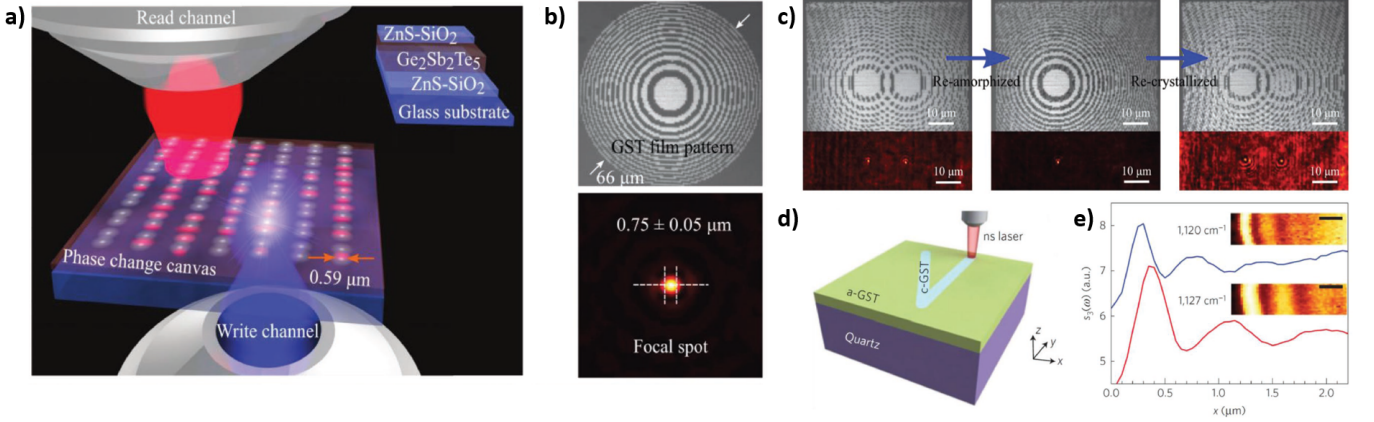 a)
Read channel
ZnS-SiO2
Ge2Sb2Te5
ZnS-SiO2
Glass substrate
Phase change canvas
0.59 μm
Write channel
b)
GST film pattern
66 μm
0.75 ± 0.05 μm
Focal spot
c)
Re-amorphized
Re-crystallized
10 μm
10 μm
10 μm
10 μm
10 μm
10 μm
d)
ns laser
c-GST
a-GST
Quartz
z
y
x
e)
8
7
6
5
s3(ω) (a.u.)
1,120 cm⁻¹
1,127 cm⁻¹
0.0 0.5 1.0 1.5 2.0
x (μm)